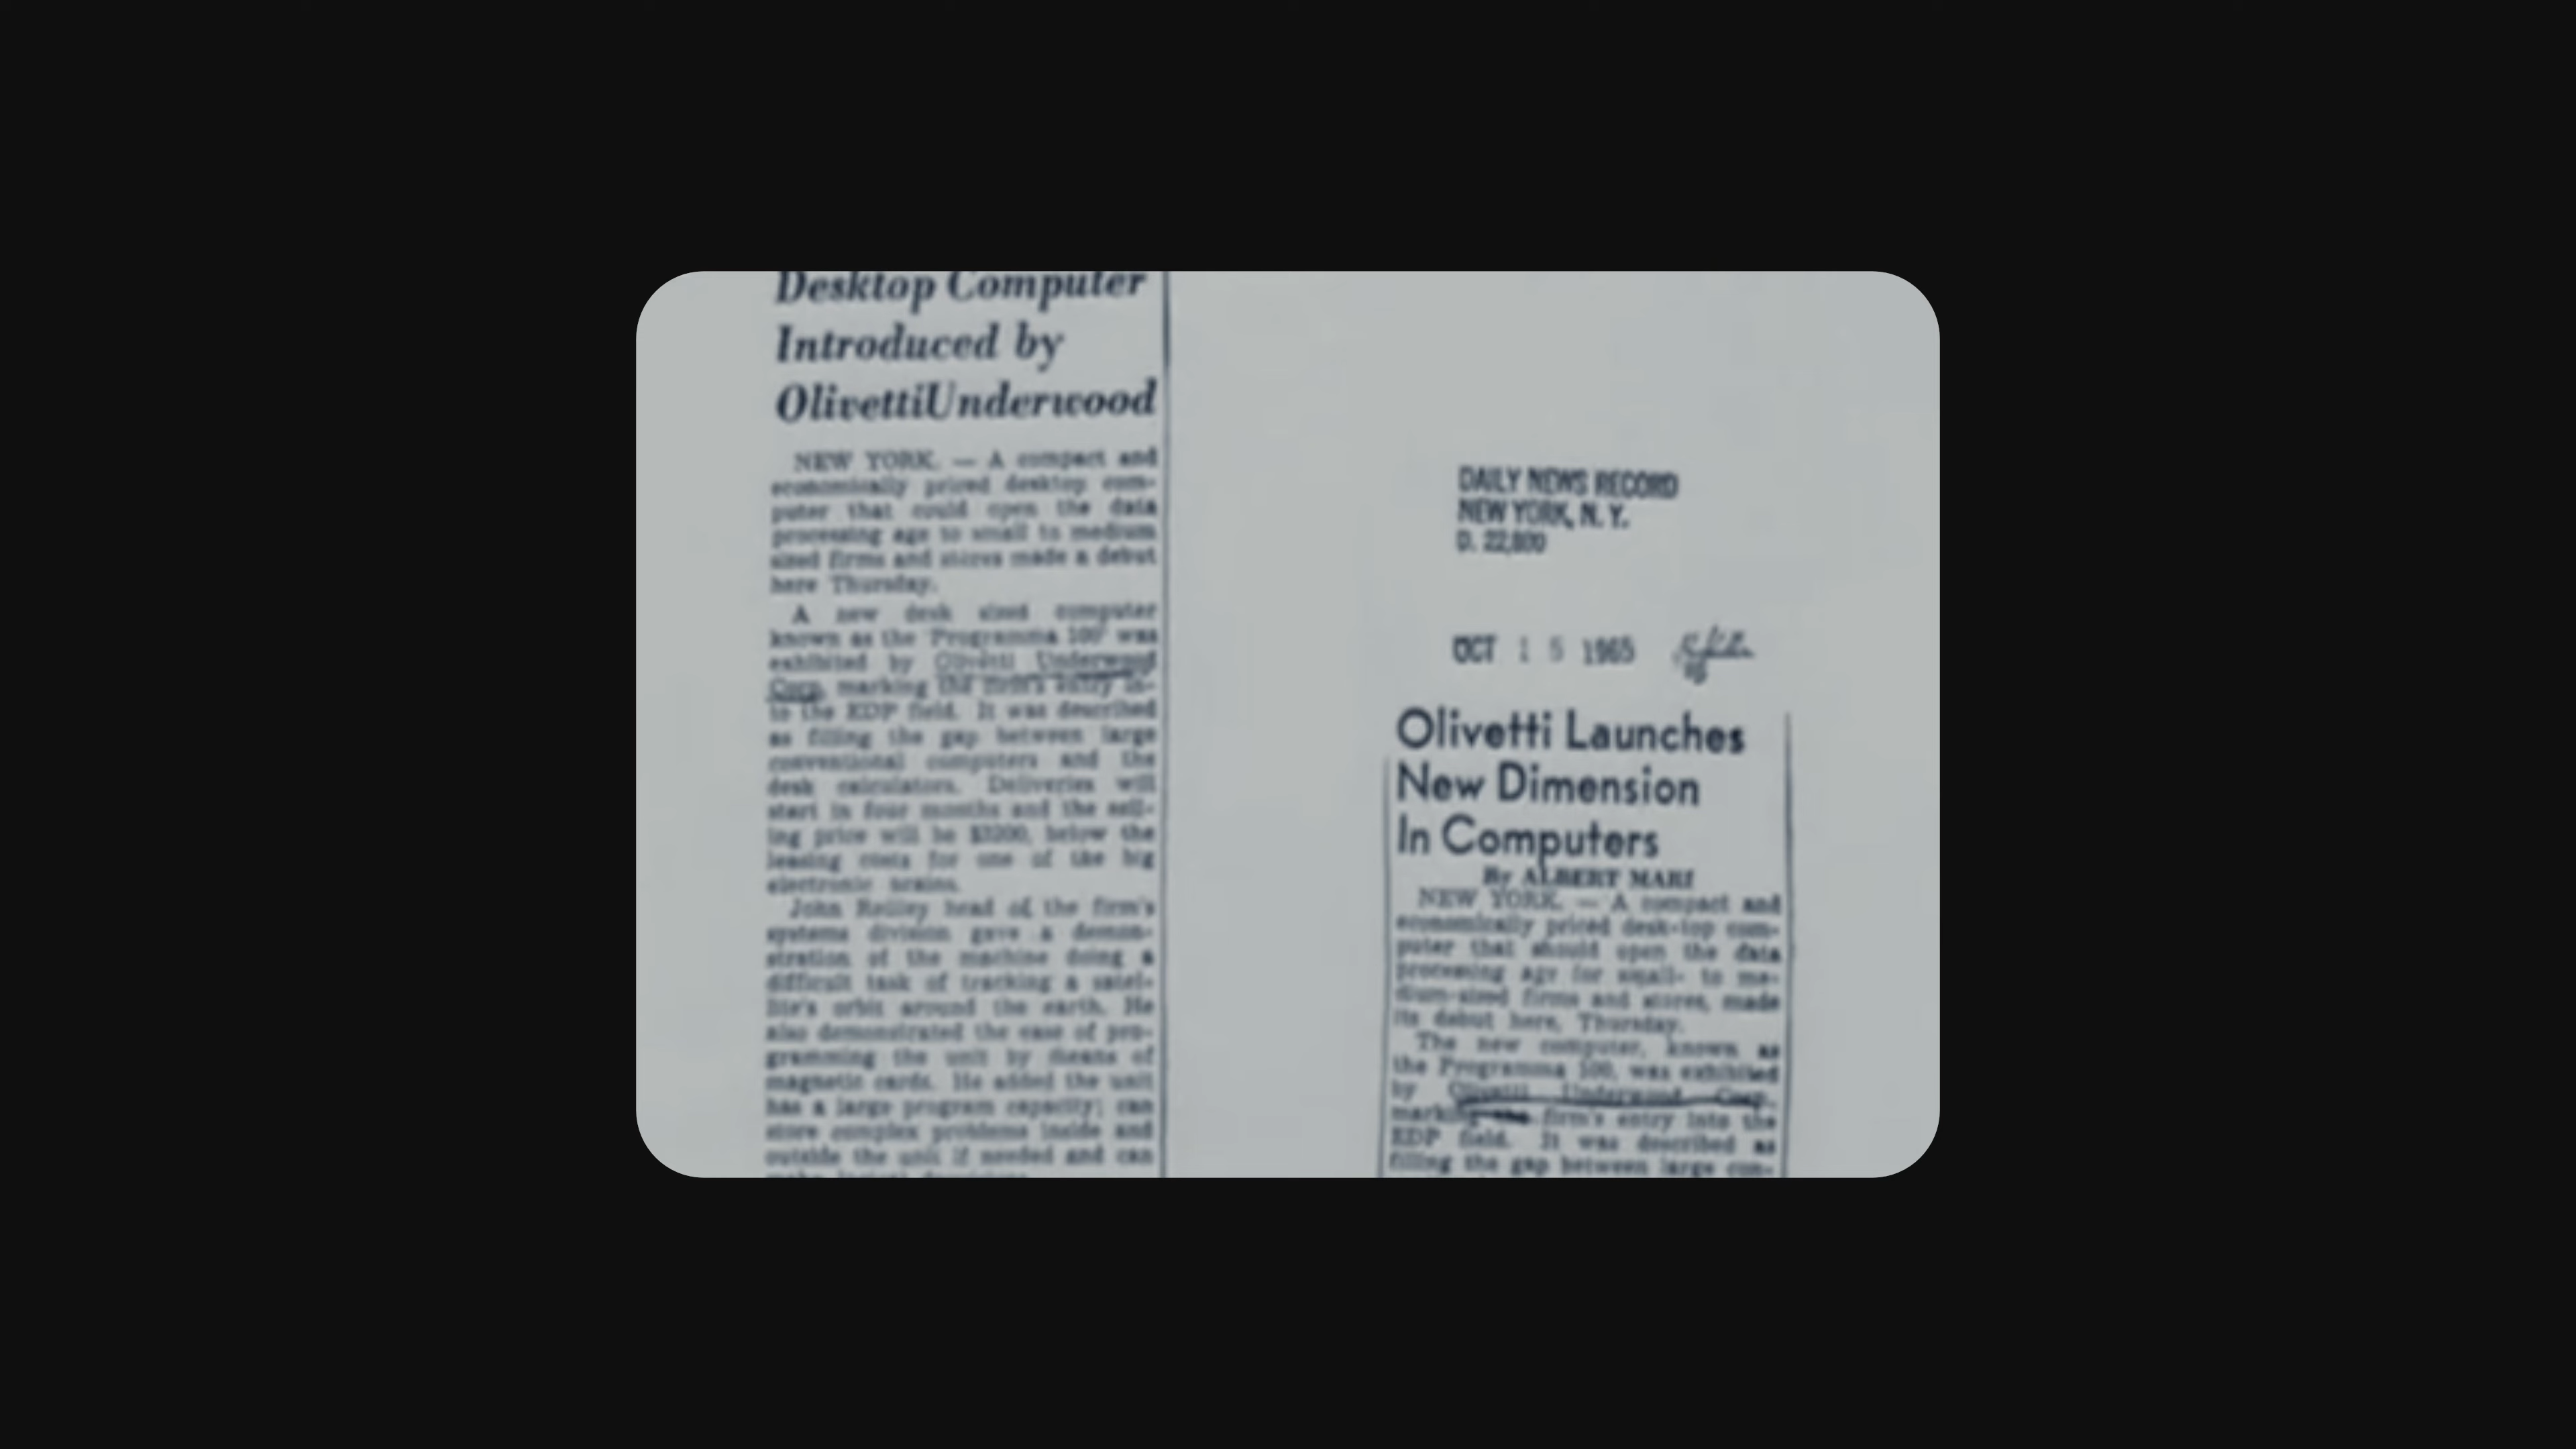 Desktop Computer
Introduced by
OlivettiUnderwood
NEW YORK. — A compact and
economically priced desktop com-
puter that could open the data
processing age to small to medium
sized firms and stores made a debut
here Thursday.
A new desk sized computer
known as the 'Programma 100' was
exhibited by Olivetti Underwood
Corp. marking the firm's entry in-
to the EDP field. It was described
as filling the gap between large
conventional computers and the
desk calculators. Deliveries will
start in four months and the sell-
ing price will be $3200, below the
leasing costs for one of the big
electronic brains.
John Reilley head of the firm's
systems division gave a demon-
stration of the machine doing a
difficult task of tracking a satel-
lite's orbit around the earth. He
also demonstrated the ease of pro-
gramming the unit by means of
magnetic cards. He added the unit
has a large program capacity; can
store complex problems inside and
outside the unit if needed and can
DAILY NEWS RECORD
NEW YORK, N. Y.
D. 22,800
OCT 15 1965
Olivetti Launches
New Dimension
In Computers
By ALBERT MARI
NEW YORK. — A compact and
economically priced desk-top com-
puter that should open the data
processing age for small- to me-
dium-sized firms and stores, made
its debut here, Thursday.
The new computer, known as
the Programma 100, was exhibited
by Olivetti Underwood Corp.,
marking the firm's entry into the
EDP field. It was described as
filling the gap between large con-